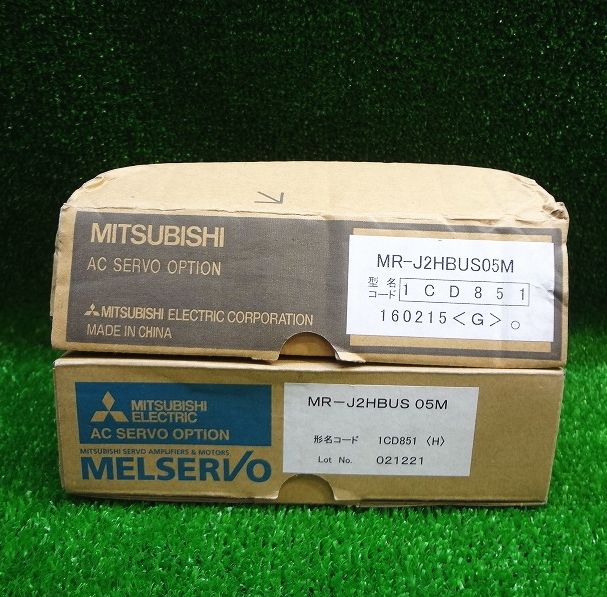 MITSUBISHI
AC SERVO OPTION
MITSUBISHI ELECTRIC CORPORATION
MADE IN CHINA
MR-J2HBUS05M
型名
コード 1CD851
160215<G>
MITSUBISHI
ELECTRIC
AC SERVO OPTION
MITSUBISHI SERVO AMPLIFIERS & MOTORS
MELSERVO
MR-J2HBUS 05M
形名コード 1CD851 〈H〉
Lot No. 021221